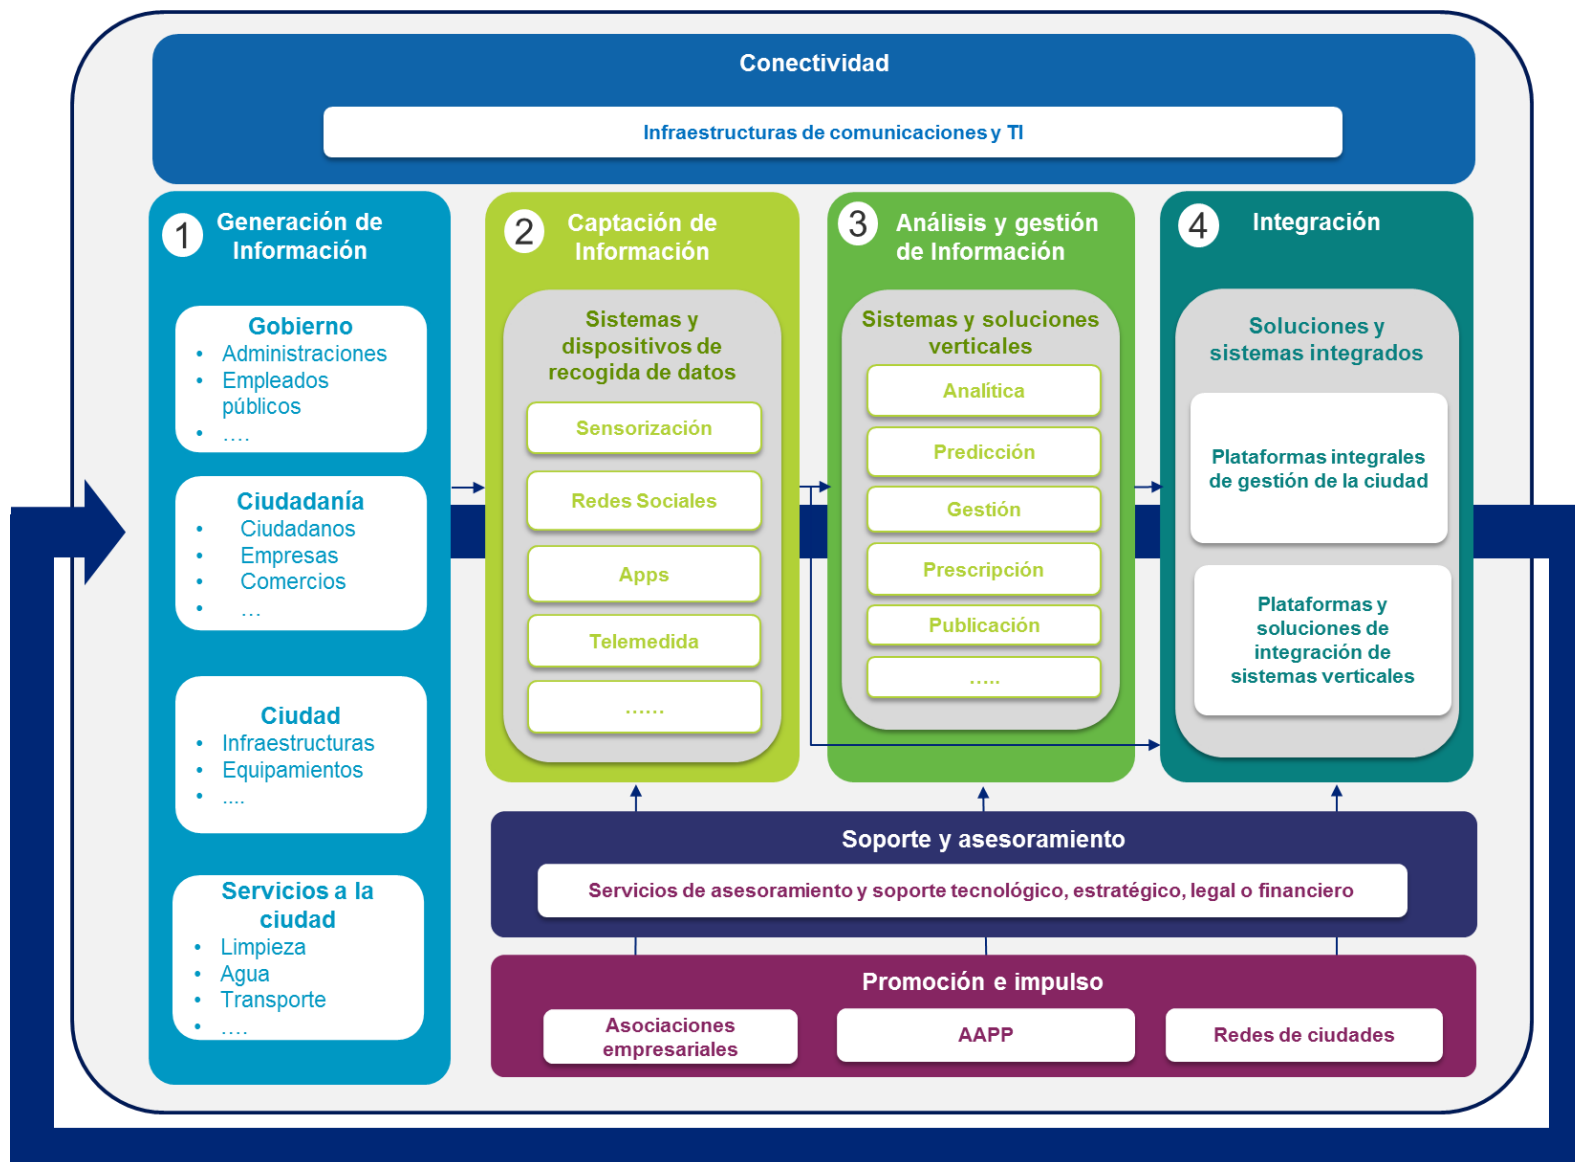 Conectividad
Infraestructuras de comunicaciones y TI
1
Generación de
Información
Gobierno
• Administraciones
• Empleados
públicos
• ….
Ciudadanía
• Ciudadanos
• Empresas
• Comercios
• …
Ciudad
• Infraestructuras
• Equipamientos
• ....
Servicios a la
ciudad
• Limpieza
• Agua
• Transporte
• ….
2
Captación de
Información
Sistemas y
dispositivos de
recogida de datos
Sensorización
Redes Sociales
Apps
Telemedida
……
3
Análisis y gestión
de Información
Sistemas y soluciones
verticales
Analítica
Predicción
Gestión
Prescripción
Publicación
…..
4
Integración
Soluciones y
sistemas integrados
Plataformas integrales
de gestión de la ciudad
Plataformas y
soluciones de
integración de
sistemas verticales
Soporte y asesoramiento
Servicios de asesoramiento y soporte tecnológico, estratégico, legal o financiero
Promoción e impulso
Asociaciones
empresariales
AAPP
Redes de ciudades